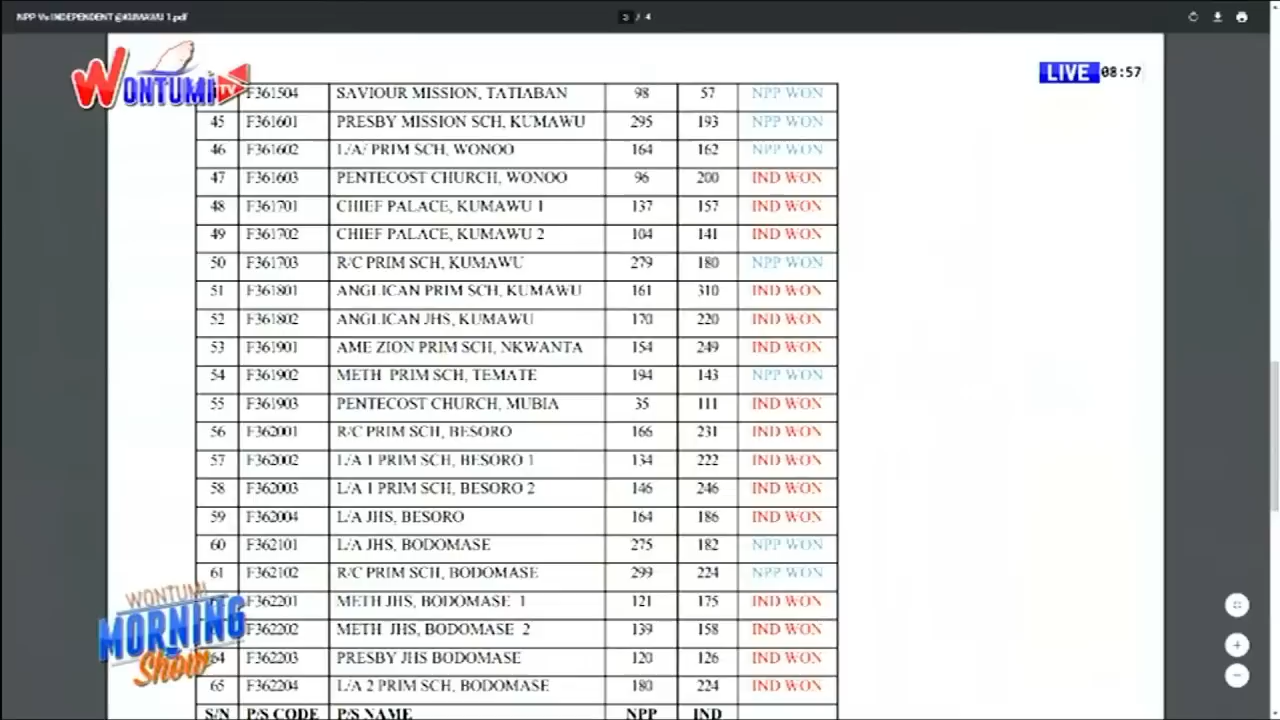 NPP Vs INDEPENDENT @KUMAWU 1.pdf 3 / 4
WONTUMI TV
LIVE 08:57
F361504 SAVIOUR MISSION, TATIABAN 98 57 NPP WON
45 F361601 PRESBY MISSION SCH, KUMAWU 295 193 NPP WON
46 F361602 L/A/ PRIM SCH, WONOO 164 162 NPP WON
47 F361603 PENTECOST CHURCH, WONOO 96 200 IND WON
48 F361701 CHIEF PALACE, KUMAWU 1 137 157 IND WON
49 F361702 CHIEF PALACE, KUMAWU 2 104 141 IND WON
50 F361703 R/C PRIM SCH, KUMAWU 279 180 NPP WON
51 F361801 ANGLICAN PRIM SCH, KUMAWU 161 310 IND WON
52 F361802 ANGLICAN JHS, KUMAWU 170 220 IND WON
53 F361901 AME ZION PRIM SCH, NKWANTA 154 249 IND WON
54 F361902 METH PRIM SCH, TEMATE 194 143 NPP WON
55 F361903 PENTECOST CHURCH, MUBIA 35 111 IND WON
56 F362001 R/C PRIM SCH, BESORO 166 231 IND WON
57 F362002 L/A 1 PRIM SCH, BESORO 1 134 222 IND WON
58 F362003 L/A 1 PRIM SCH, BESORO 2 146 246 IND WON
59 F362004 L/A JHS, BESORO 164 186 IND WON
60 F362101 L/A JHS, BODOMASE 275 182 NPP WON
61 F362102 R/C PRIM SCH, BODOMASE 299 224 NPP WON
F362201 METH JHS, BODOMASE 1 121 175 IND WON
F362202 METH JHS, BODOMASE 2 139 158 IND WON
64 F362203 PRESBY JHS BODOMASE 120 126 IND WON
65 F362204 L/A 2 PRIM SCH, BODOMASE 180 224 IND WON
S/N P/S CODE P/S NAME NPP IND
WONTUMI
MORNING
Show